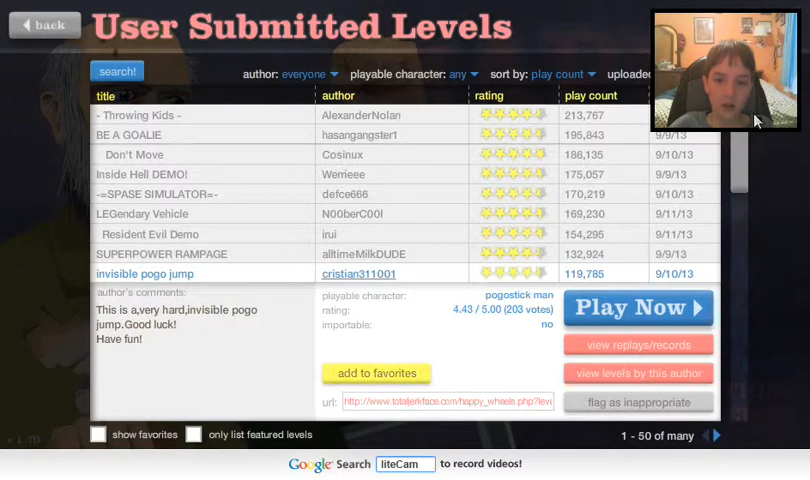 back
User Submitted Levels
search!
author: everyone playable character: any sort by: play count uploaded
title author rating play count
- Throwing Kids - AlexanderNolan 213,767
BE A GOALIE hasangangster1 195,843 9/9/13
Don't Move Cosinux 186,135 9/10/13
Inside Hell DEMO! Werrieee 175,057 9/9/13
-=SPASE SIMULATOR=- defce666 170,219 9/10/13
LEGendary Vehicle N00berC00l 169,230 9/11/13
Resident Evil Demo irui 154,295 9/11/13
SUPERPOWER RAMPAGE alltimeMilkDUDE 132,924 9/9/13
invisible pogo jump cristian311001 119,785 9/10/13
author's comments:
This is a,very hard,invisible pogo
jump.Good luck!
Have fun!
playable character: pogostick man
rating: 4.43 / 5.00 (203 votes)
importable: no
add to favorites
url: http://www.totaljerkface.com/happy_wheels.php?leve
Play Now
view replays/records
view levels by this author
flag as inappropriate
show favorites only list featured levels 1 - 50 of many
Google Search liteCam to record videos!